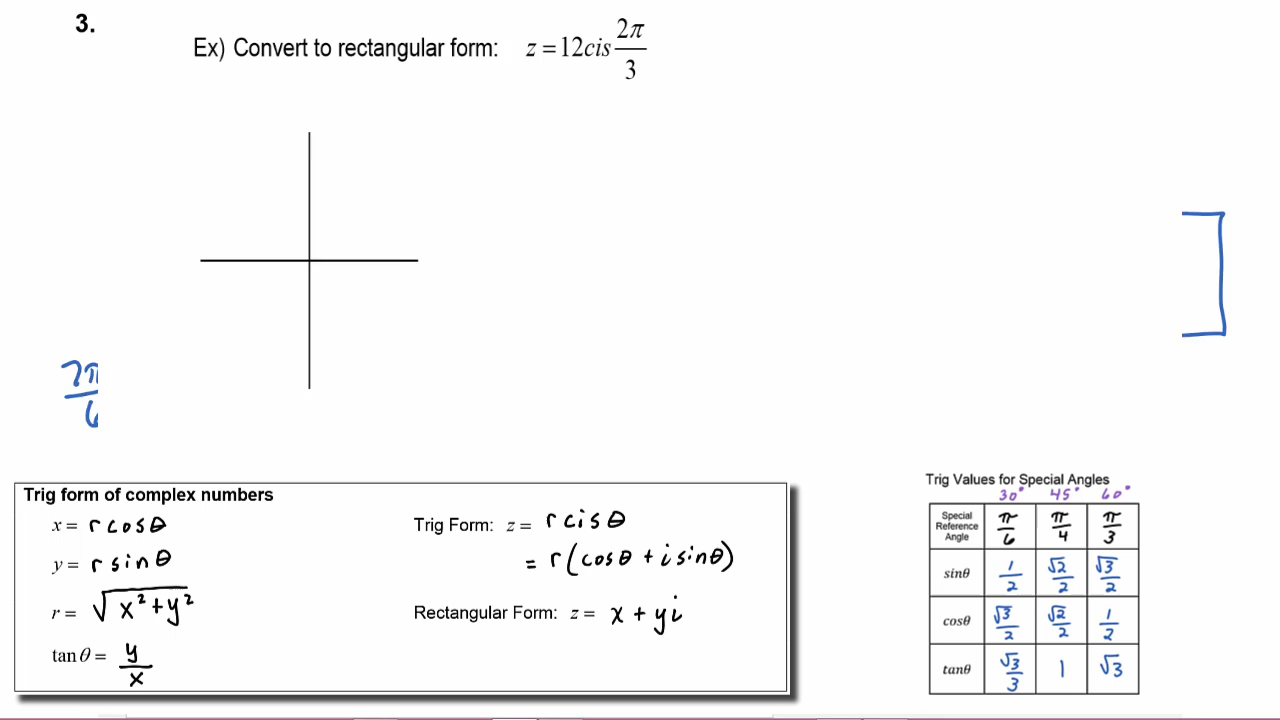 3.
Ex) Convert to rectangular form: z = 12cis 2π/3
7π/6
Trig form of complex numbers
x = r cos θ
y = r sin θ
r = √(x² + y²)
tan θ = y/x
Trig Form: z = r cis θ
= r(cos θ + i sin θ)
Rectangular Form: z = x + yi
Trig Values for Special Angles
30° 45° 60°
Special Reference Angle π/6 π/4 π/3
sinθ 1/2 √2/2 √3/2
cosθ √3/2 √2/2 1/2
tanθ √3/3 1 √3